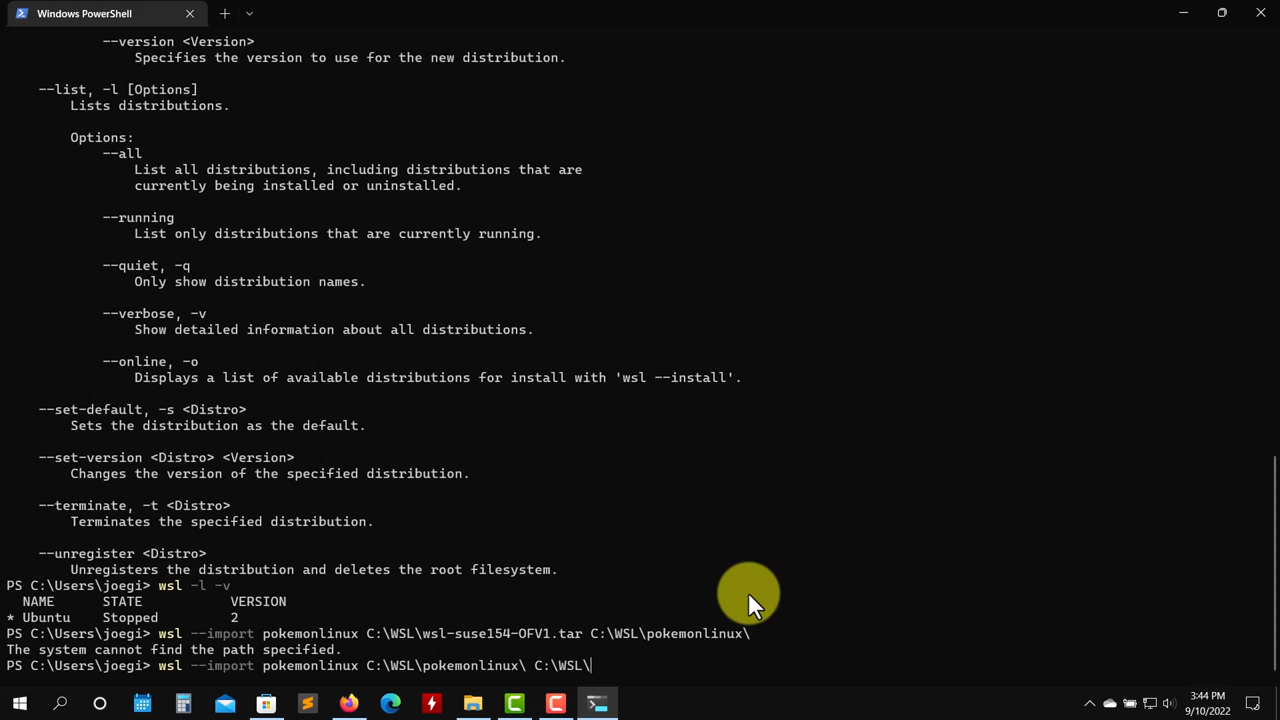 Windows PowerShell
--version <Version>
Specifies the version to use for the new distribution.
--list, -l [Options]
Lists distributions.
Options:
--all
List all distributions, including distributions that are
currently being installed or uninstalled.
--running
List only distributions that are currently running.
--quiet, -q
Only show distribution names.
--verbose, -v
Show detailed information about all distributions.
--online, -o
Displays a list of available distributions for install with 'wsl --install'.
--set-default, -s <Distro>
Sets the distribution as the default.
--set-version <Distro> <Version>
Changes the version of the specified distribution.
--terminate, -t <Distro>
Terminates the specified distribution.
--unregister <Distro>
Unregisters the distribution and deletes the root filesystem.
PS C:\Users\joegi> wsl -l -v
NAME STATE VERSION
* Ubuntu Stopped 2
PS C:\Users\joegi> wsl --import pokemonlinux C:\WSL\wsl-suse154-OFV1.tar C:\WSL\pokemonlinux\
The system cannot find the path specified.
PS C:\Users\joegi> wsl --import pokemonlinux C:\WSL\pokemonlinux\ C:\WSL\
3:44 PM
9/10/2022